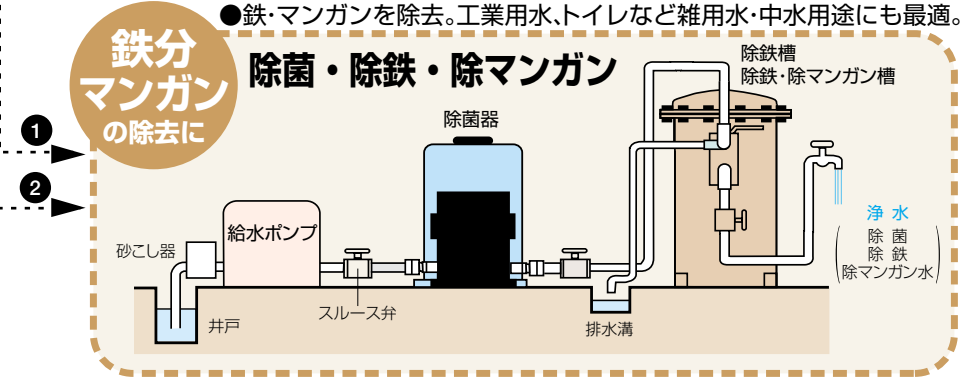 ●鉄・マンガンを除去。工業用水、トイレなど雑用水・中水用途にも最適。
鉄分
マンガン
の除去に
除菌・除鉄・除マンガン
除鉄槽
除鉄・除マンガン槽
1
2
除菌器
給水ポンプ
砂こし器
井戸
スルース弁
排水溝
浄水
除菌
除鉄
除マンガン水